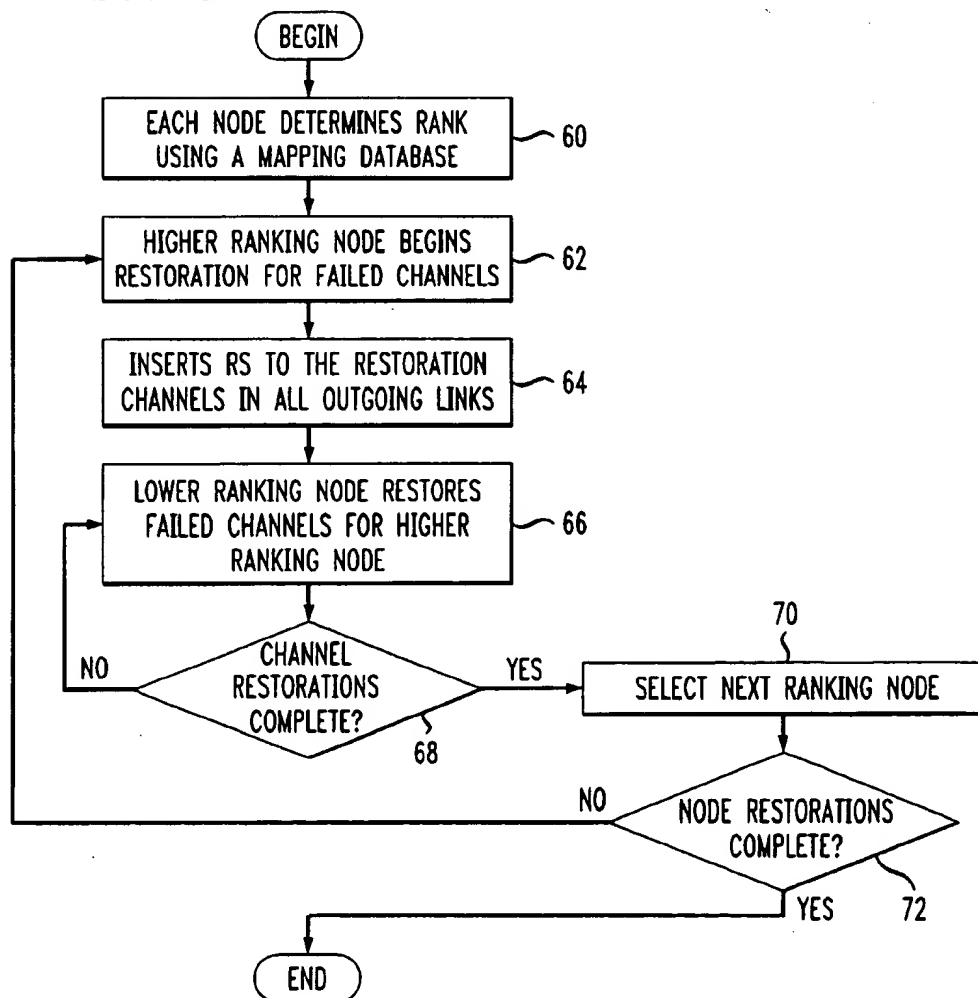 BEGIN
EACH NODE DETERMINES RANK
USING A MAPPING DATABASE
60
HIGHER RANKING NODE BEGINS
RESTORATION FOR FAILED CHANNELS
62
INSERTS RS TO THE RESTORATION
CHANNELS IN ALL OUTGOING LINKS
64
LOWER RANKING NODE RESTORES
FAILED CHANNELS FOR HIGHER
RANKING NODE
66
CHANNEL
RESTORATIONS
COMPLETE?
68
NO
YES
70
SELECT NEXT RANKING NODE
NODE RESTORATIONS
COMPLETE?
72
NO
YES
END